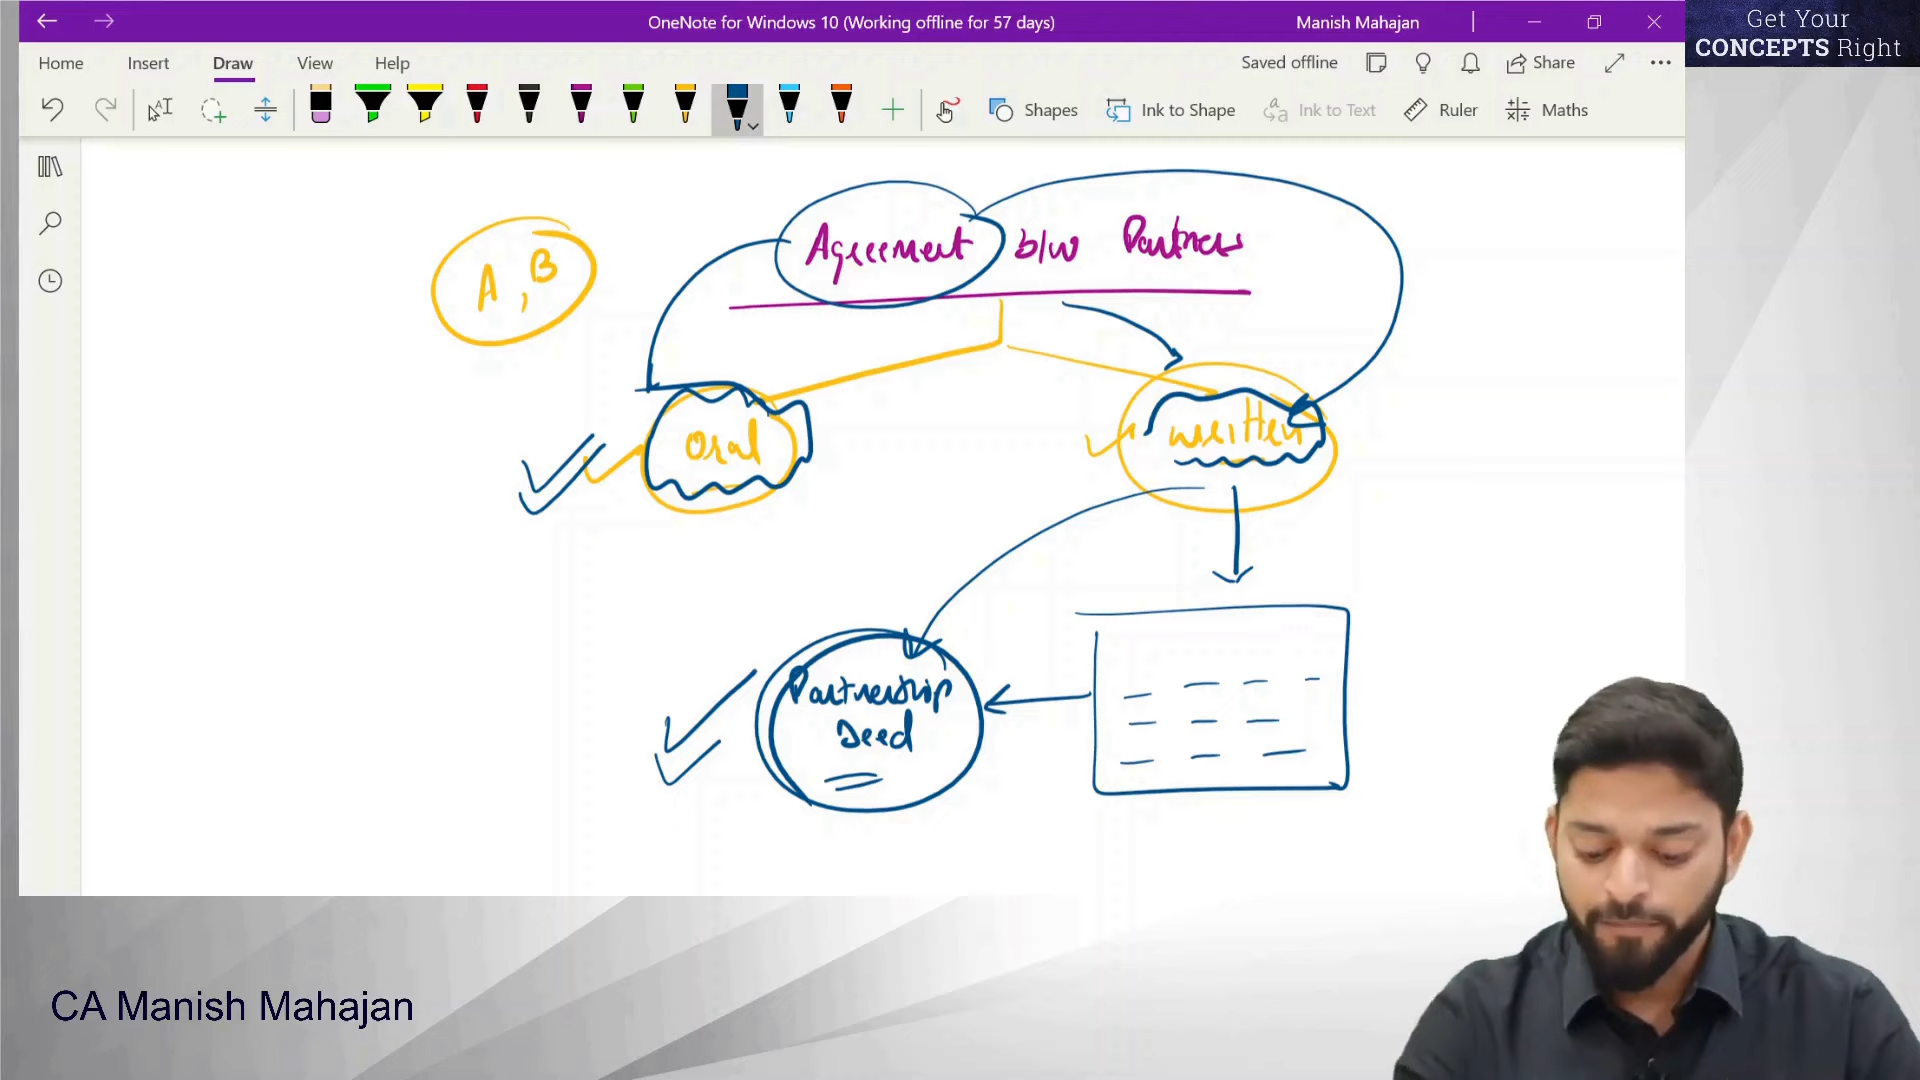 OneNote for Windows 10 (Working offline for 57 days)
Manish Mahajan
Get Your
CONCEPTS Right
Home Insert Draw View Help
Saved offline
Share
Shapes
Ink to Shape
Ink to Text
Ruler
Maths
Agreement b/w Partners
A, B
Oral
Written
Partnership
Deed
CA Manish Mahajan